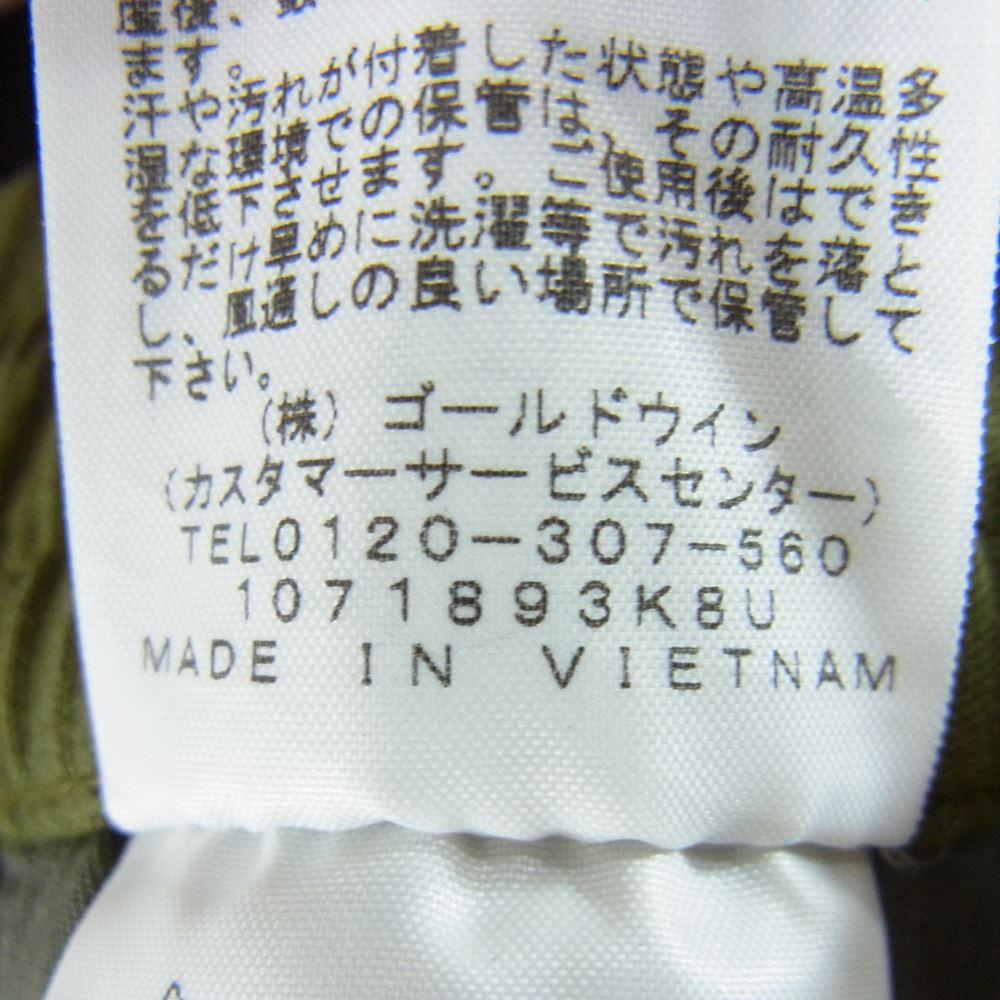 ます。
汗や汚れが付着した状態や高温多
湿な環境での保管は、その耐久性
を低下させます。ご使用後はでき
るだけ早めに洗濯等で汚れを落と
し、風通しの良い場所で保管して
下さい。
(株)ゴールドウイン
(カスタマーサービスセンター)
TEL0120-307-560
1071893K8U
MADE IN VIETNAM